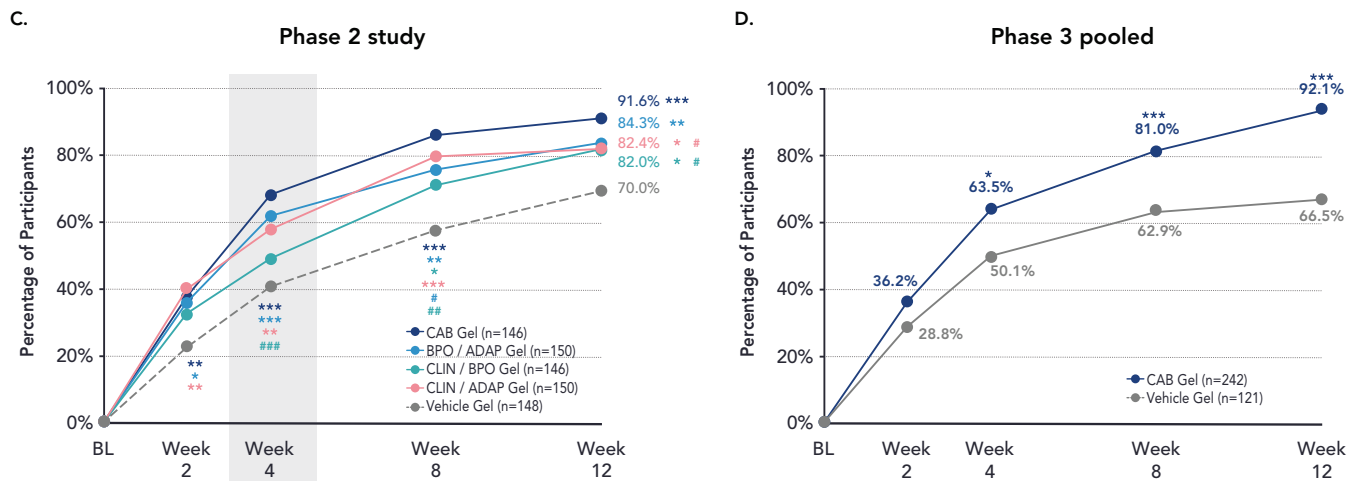 C.
Phase 2 study
Percentage of Participants
100%
80%
60%
40%
20%
0%
91.6% ***
84.3% **
82.4% * #
82.0% * #
70.0%
**
*
**
***
***
**
###
***
**
*
***
#
##
CAB Gel (n=146)
BPO / ADAP Gel (n=150)
CLIN / BPO Gel (n=146)
CLIN / ADAP Gel (n=150)
Vehicle Gel (n=148)
BL
Week
2
Week
4
Week
8
Week
12
D.
Phase 3 pooled
Percentage of Participants
100%
80%
60%
40%
20%
0%
36.2%
28.8%
*
63.5%
50.1%
***
81.0%
62.9%
***
92.1%
66.5%
CAB Gel (n=242)
Vehicle Gel (n=121)
BL
Week
2
Week
4
Week
8
Week
12